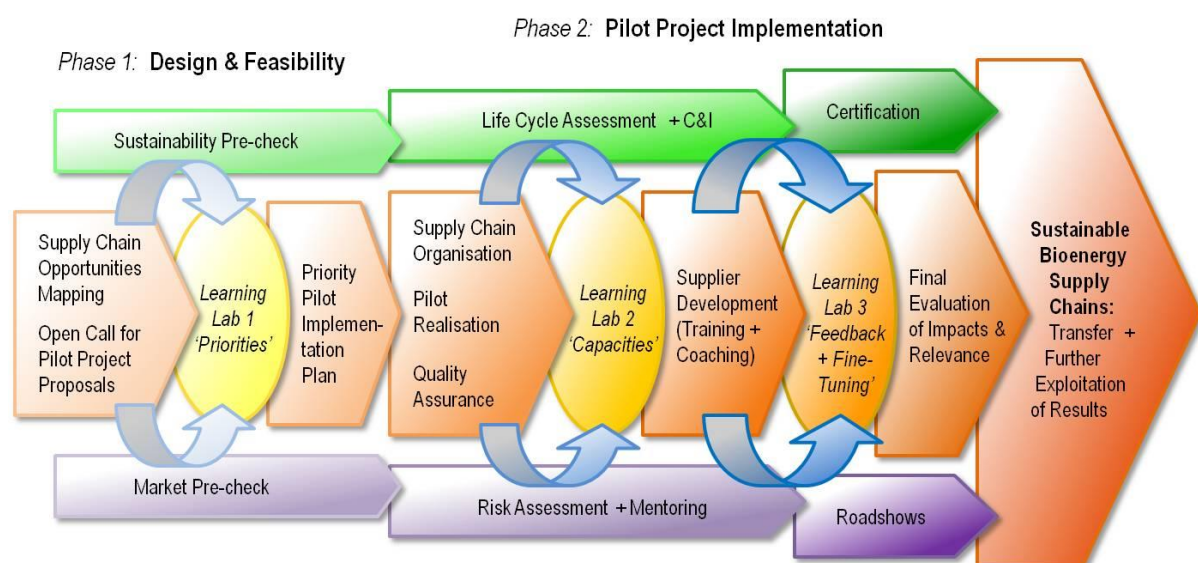 Phase 2: Pilot Project Implementation
Phase 1: Design & Feasibility
Sustainability Pre-check
Life Cycle Assessment + C&I
Certification
Supply Chain
Opportunities
Mapping
Open Call for
Pilot Project
Proposals
Learning
Lab 1
‘Priorities’
Priority
Pilot
Implemen-
tation
Plan
Supply Chain
Organisation
Pilot
Realisation
Quality
Assurance
Learning
Lab 2
‘Capacities’
Supplier
Development
(Training +
Coaching)
Learning
Lab 3
‘Feedback
+ Fine-
Tuning’
Final
Evaluation
of Impacts &
Relevance
Sustainable
Bioenergy
Supply
Chains:
Transfer +
Further
Exploitation
of Results
Market Pre-check
Risk Assessment + Mentoring
Roadshows